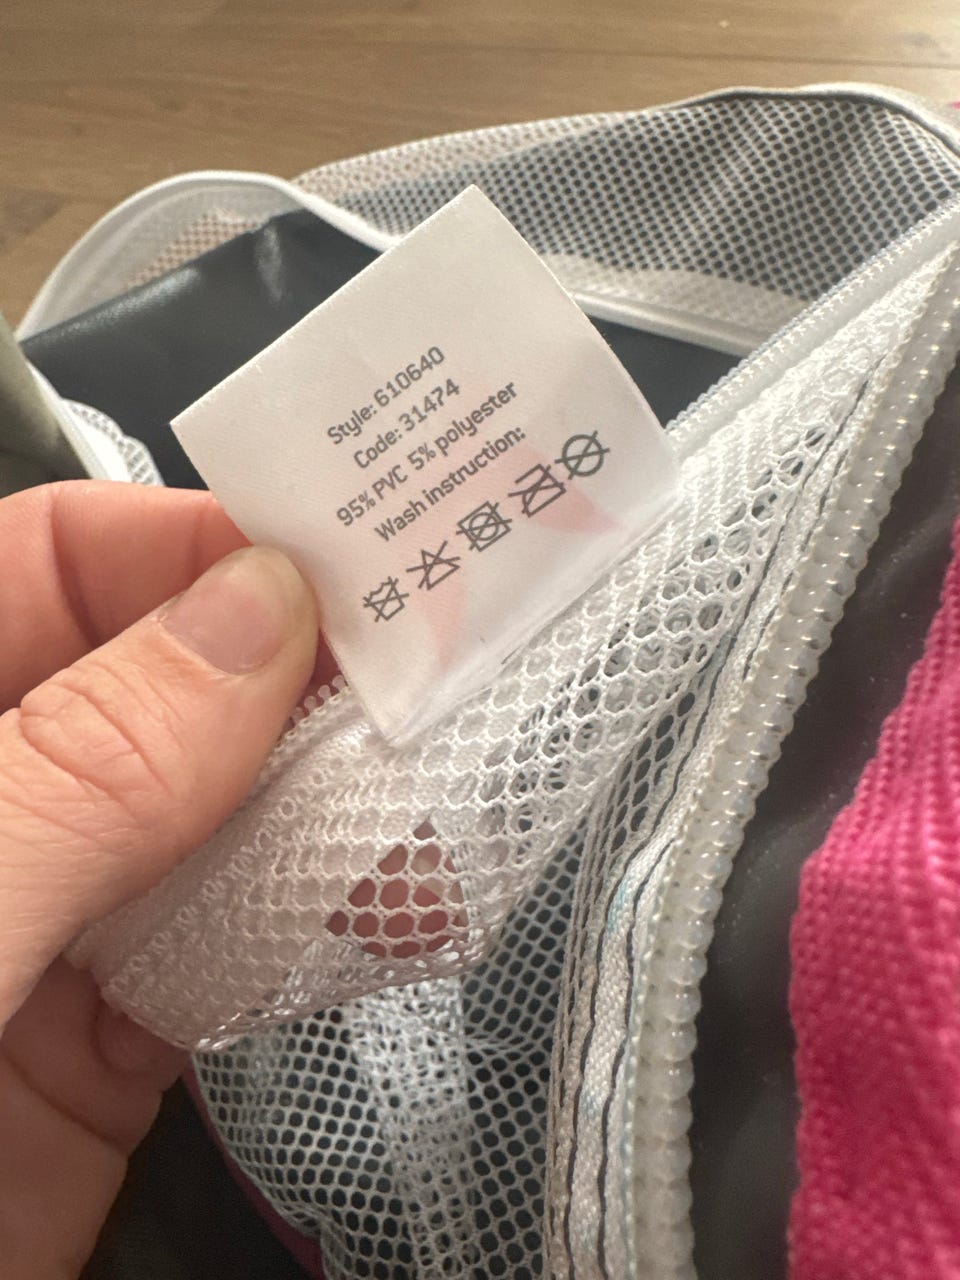 Style: 610640
Code: 31474
95% PVC 5% polyester
Wash instruction: